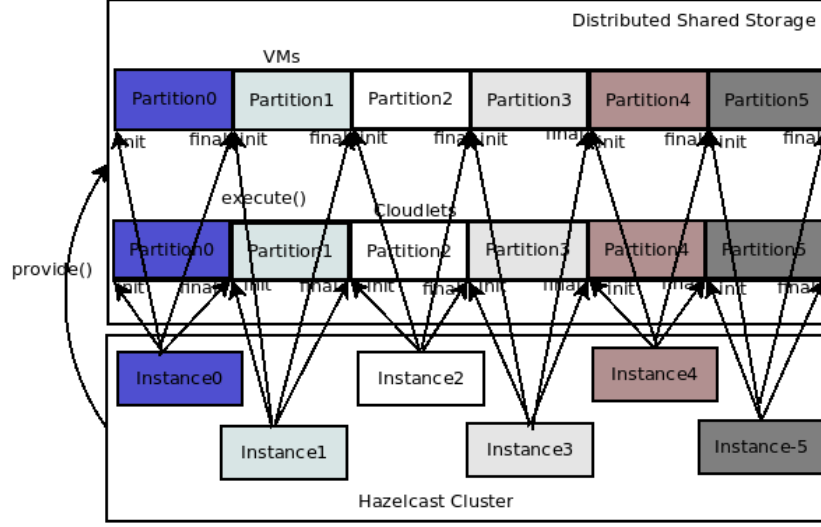 Distributed Shared Storage
VMs
Partition0 Partition1 Partition2 Partition3 Partition4 Partition5
init final init final init final init final init final init final
execute()
Cloudlets
Partition0 Partition1 Partition2 Partition3 Partition4 Partition5
provide()
init final init final init final init final init final init final
Instance0 Instance2 Instance4
Instance1 Instance3 Instance-5
Hazelcast Cluster